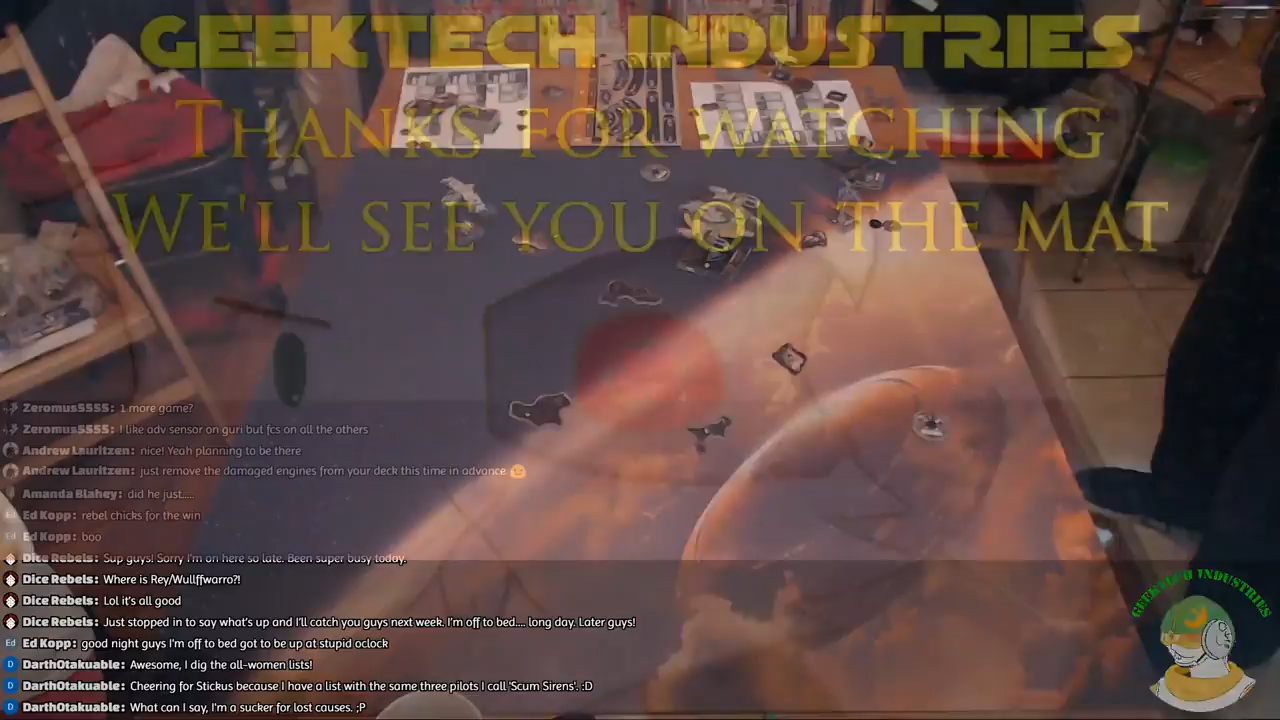 GEEKTECH INDUSTRIES
THANKS FOR WATCHING
WE'LL SEE YOU ON THE MAT
Zeromus5555: 1 more game?
Zeromus5555: I like adv sensor on guri but fcs on all the others
Andrew Lauritzen: nice! Yeah planning to be there
Andrew Lauritzen: just remove the damaged engines from your deck this time in advance
Amanda Blahey: did he just....
Ed Kopp: rebel chicks for the win
Ed Kopp: boo
Dice Rebels: Sup guys! Sorry I'm on here so late. Been super busy today.
Dice Rebels: Where is Rey/Wullffwarro?!
Dice Rebels: Lol it's all good
Dice Rebels: Just stopped in to say what's up and I'll catch you guys next week. I'm off to bed.... long day. Later guys!
Ed Kopp: good night guys I'm off to bed got to be up at stupid oclock
DarthOtakuable: Awesome, I dig the all-women lists!
DarthOtakuable: Cheering for Stickus because I have a list with the same three pilots I call 'Scum Sirens'. :D
DarthOtakuable: What can I say, I'm a sucker for lost causes. ;P
GEEKTECH INDUSTRIES